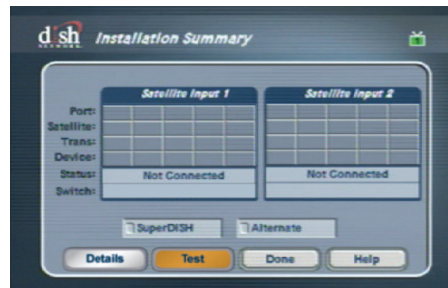 dish
NETWORK
Installation Summary
Satellite Input 1
Satellite Input 2
Port:
Satellite:
Trans:
Device:
Status:
Not Connected
Not Connected
Switch:
SuperDISH
Alternate
Details
Test
Done
Help